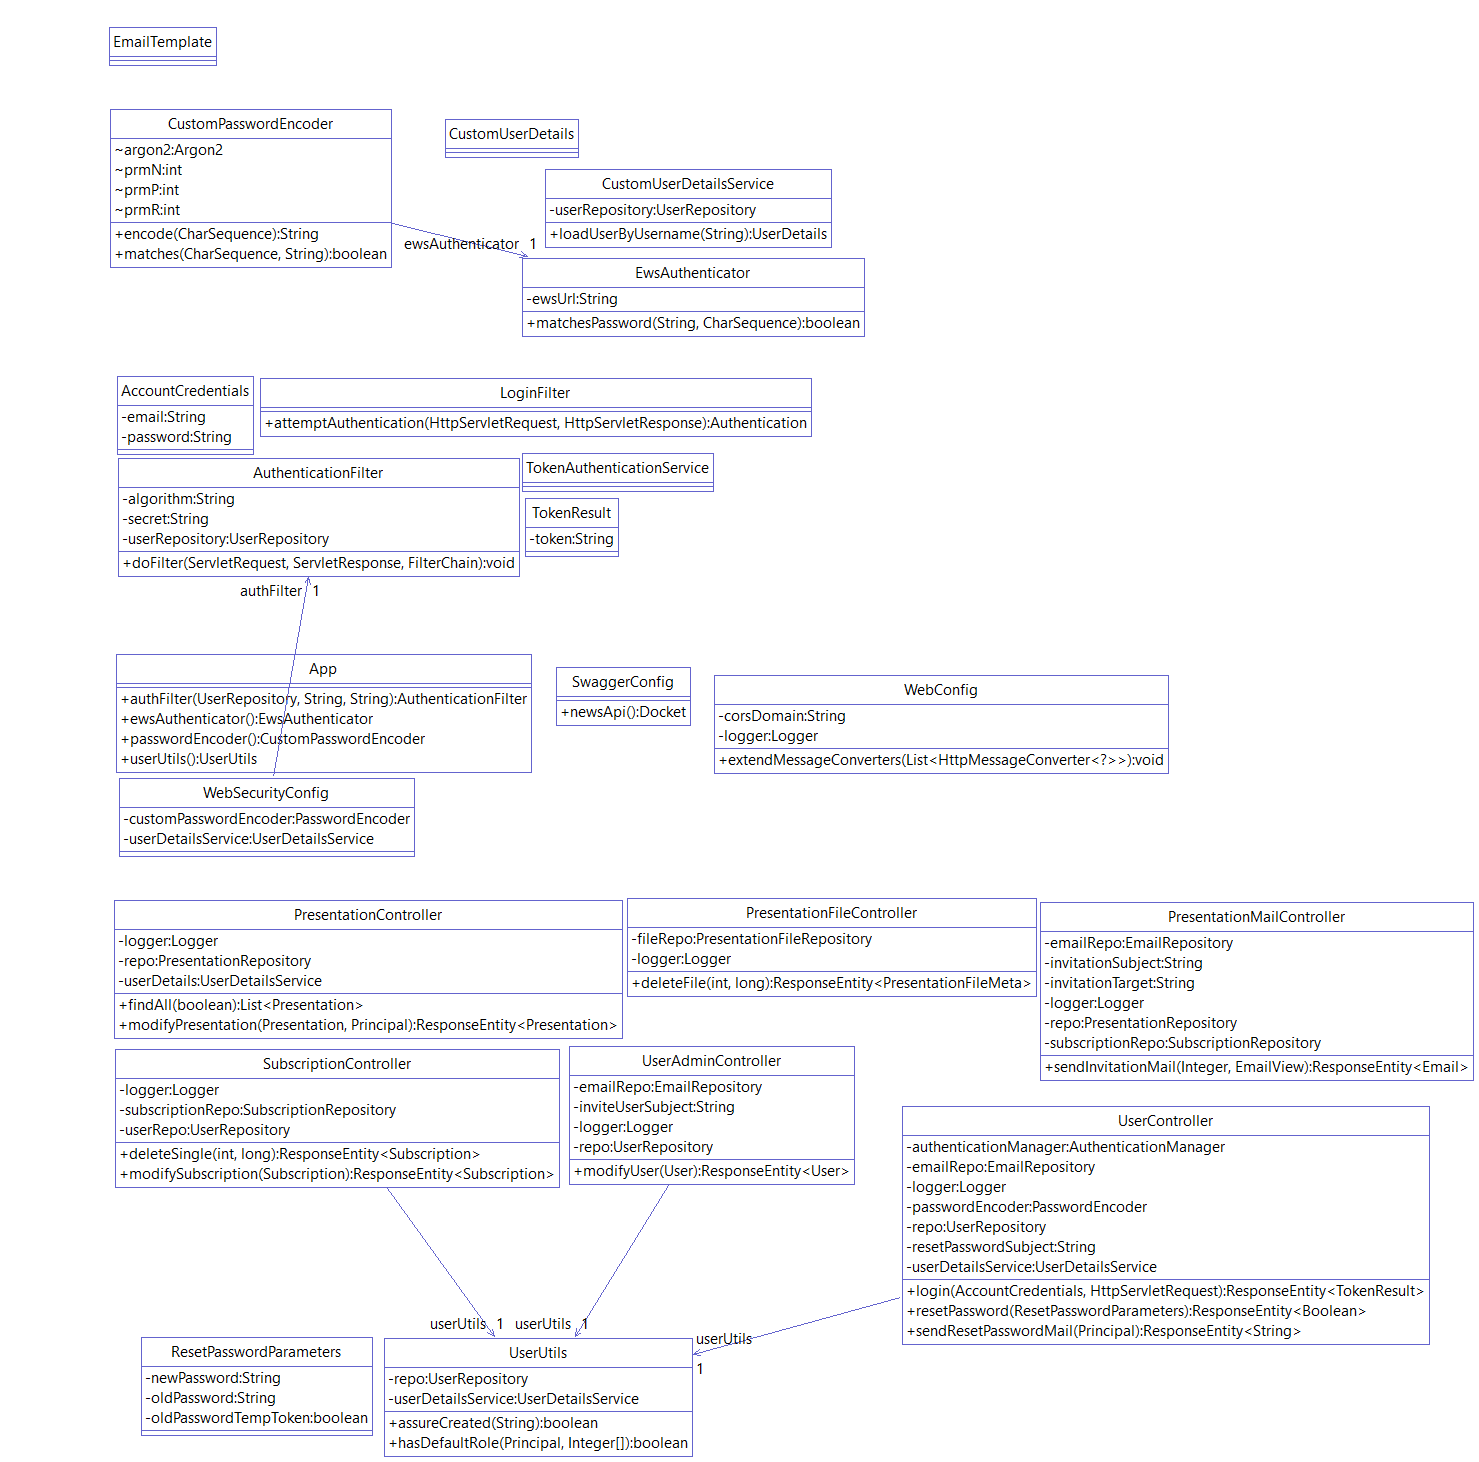 EmailTemplate
CustomPasswordEncoder
~argon2:Argon2
~prmN:int
~prmP:int
~prmR:int
+encode(CharSequence):String
+matches(CharSequence, String):boolean
CustomUserDetails
CustomUserDetailsService
-userRepository:UserRepository
+loadUserByUsername(String):UserDetails
ewsAuthenticator 1
EwsAuthenticator
-ewsUrl:String
+matchesPassword(String, CharSequence):boolean
AccountCredentials
-email:String
-password:String
LoginFilter
+attemptAuthentication(HttpServletRequest, HttpServletResponse):Authentication
AuthenticationFilter
-algorithm:String
-secret:String
-userRepository:UserRepository
+doFilter(ServletRequest, ServletResponse, FilterChain):void
TokenAuthenticationService
TokenResult
-token:String
authFilter 1
App
+authFilter(UserRepository, String, String):AuthenticationFilter
+ewsAuthenticator():EwsAuthenticator
+passwordEncoder():CustomPasswordEncoder
+userUtils():UserUtils
SwaggerConfig
+newsApi():Docket
WebConfig
-corsDomain:String
-logger:Logger
+extendMessageConverters(List<HttpMessageConverter<?>>):void
WebSecurityConfig
-customPasswordEncoder:PasswordEncoder
-userDetailsService:UserDetailsService
PresentationController
-logger:Logger
-repo:PresentationRepository
-userDetails:UserDetailsService
+findAll(boolean):List<Presentation>
+modifyPresentation(Presentation, Principal):ResponseEntity<Presentation>
PresentationFileController
-fileRepo:PresentationFileRepository
-logger:Logger
+deleteFile(int, long):ResponseEntity<PresentationFileMeta>
PresentationMailController
-emailRepo:EmailRepository
-invitationSubject:String
-invitationTarget:String
-logger:Logger
-repo:PresentationRepository
-subscriptionRepo:SubscriptionRepository
+sendInvitationMail(Integer, EmailView):ResponseEntity<Email>
SubscriptionController
-logger:Logger
-subscriptionRepo:SubscriptionRepository
-userRepo:UserRepository
+deleteSingle(int, long):ResponseEntity<Subscription>
+modifySubscription(Subscription):ResponseEntity<Subscription>
UserAdminController
-emailRepo:EmailRepository
-inviteUserSubject:String
-logger:Logger
-repo:UserRepository
+modifyUser(User):ResponseEntity<User>
UserController
-authenticationManager:AuthenticationManager
-emailRepo:EmailRepository
-logger:Logger
-passwordEncoder:PasswordEncoder
-repo:UserRepository
-resetPasswordSubject:String
-userDetailsService:UserDetailsService
+login(AccountCredentials, HttpServletRequest):ResponseEntity<TokenResult>
+resetPassword(ResetPasswordParameters):ResponseEntity<Boolean>
+sendResetPasswordMail(Principal):ResponseEntity<String>
userUtils 1
userUtils 1
userUtils
1
ResetPasswordParameters
-newPassword:String
-oldPassword:String
-oldPasswordTempToken:boolean
UserUtils
-repo:UserRepository
-userDetailsService:UserDetailsService
+assureCreated(String):boolean
+hasDefaultRole(Principal, Integer[]):boolean